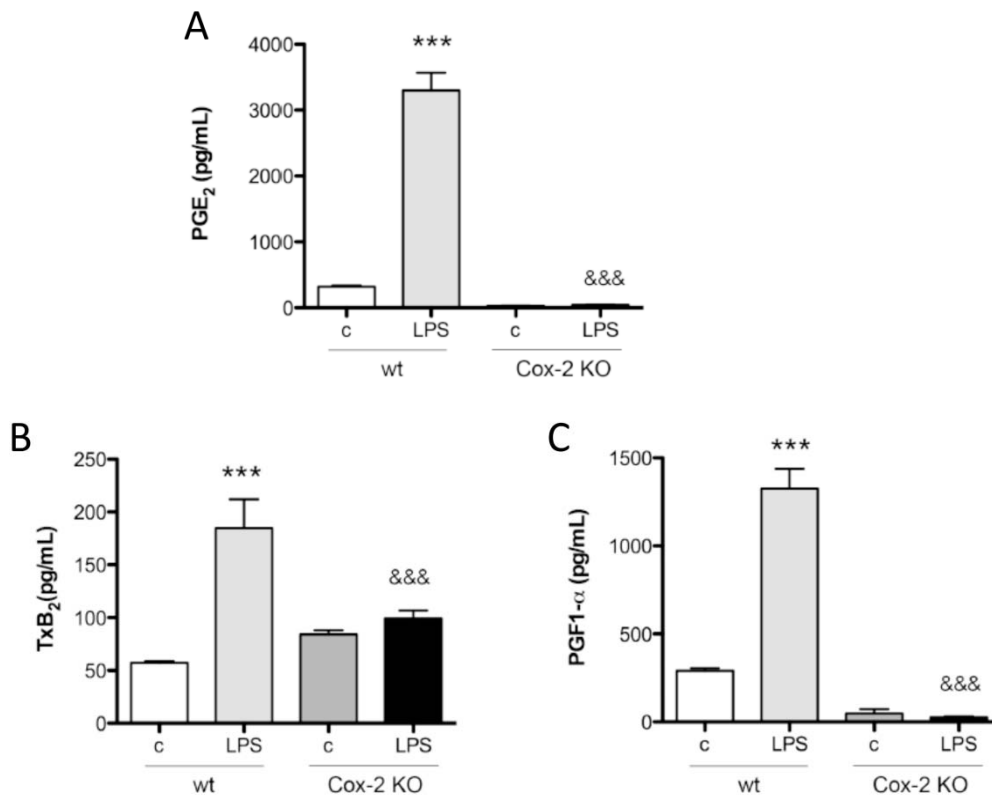 A
4000
3000
2000
1000
0
PGE2 (pg/mL)
***
&&&
c LPS c LPS
wt Cox-2 KO
B
250
200
150
100
50
0
TxB2(pg/mL)
***
&&&
c LPS c LPS
wt Cox-2 KO
C
1500
1000
500
0
PGF1-α (pg/mL)
***
&&&
c LPS c LPS
wt Cox-2 KO